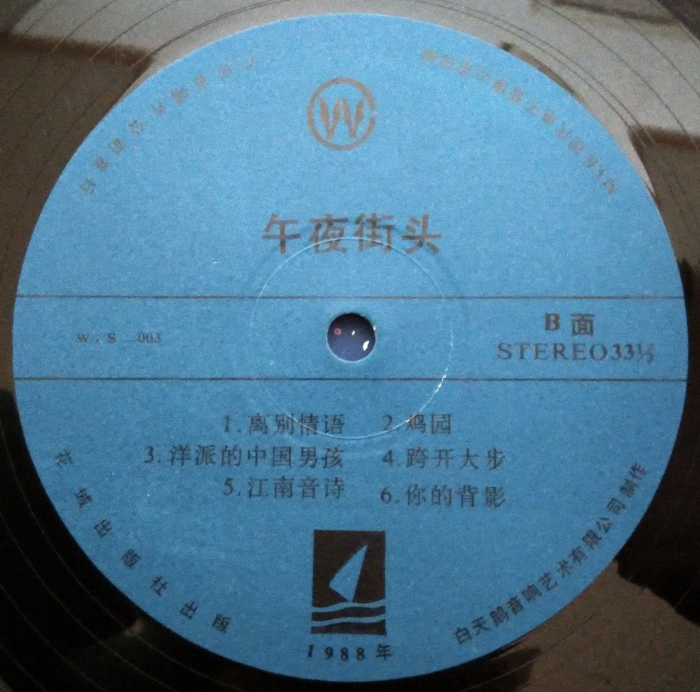 午夜街头
W.S—003
B 面
STEREO33⅓
1.离别情语 2.鸡园
3.洋派的中国男孩 4.跨开大步
5.江南音诗 6.你的背影
花城出版社出版
白天鹅音响艺术有限公司制作
1988年